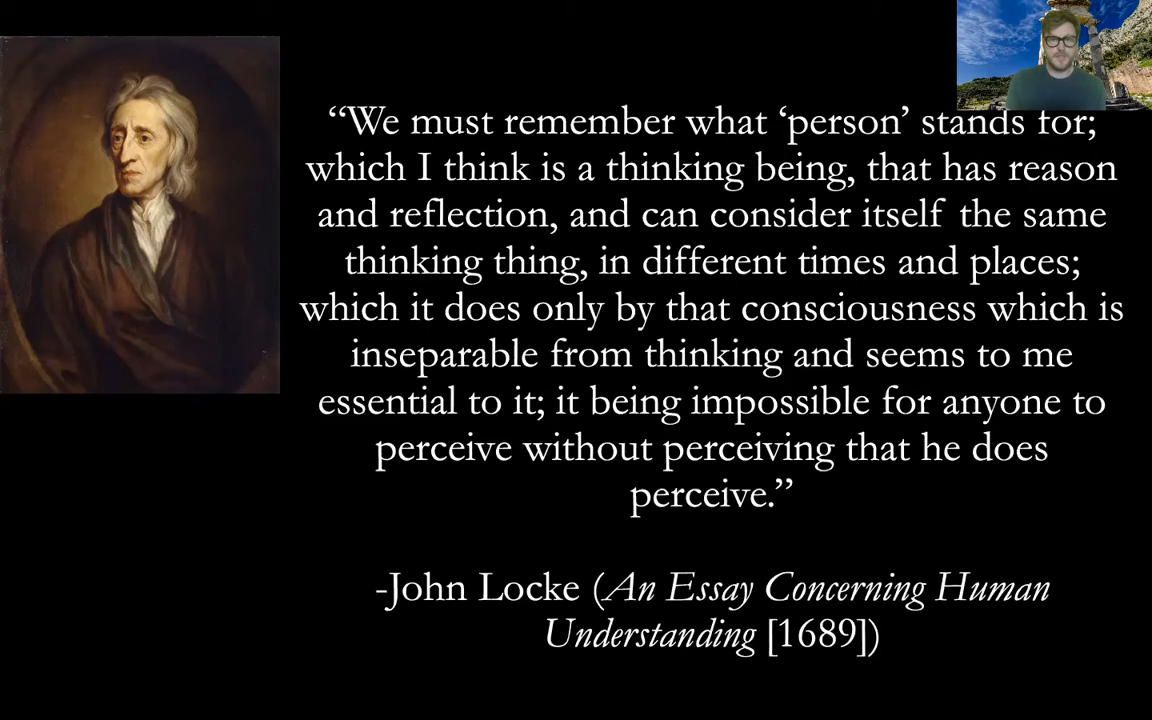 “We must remember what ‘person’ stands for;
which I think is a thinking being, that has reason
and reflection, and can consider itself the same
thinking thing, in different times and places;
which it does only by that consciousness which is
inseparable from thinking and seems to me
essential to it; it being impossible for anyone to
perceive without perceiving that he does
perceive.”
-John Locke (An Essay Concerning Human
Understanding [1689])